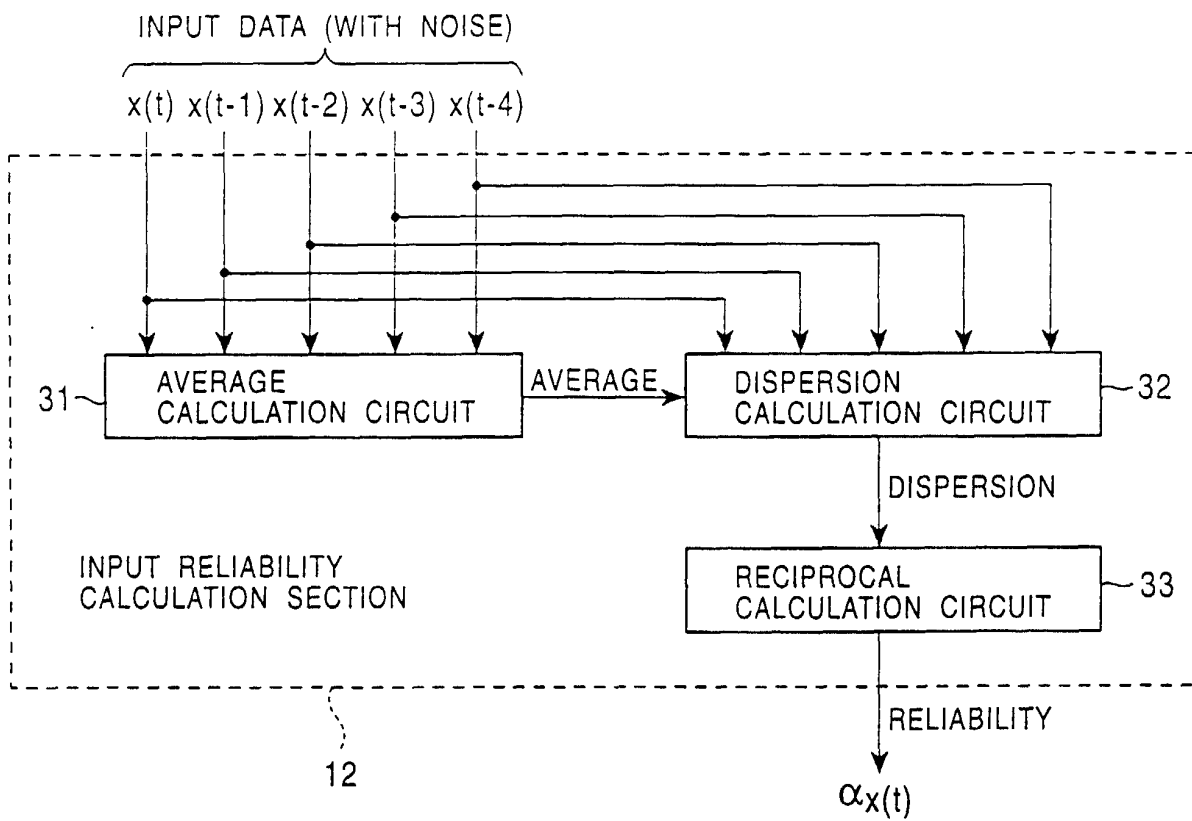 INPUT DATA (WITH NOISE)
x(t) x(t-1) x(t-2) x(t-3) x(t-4)
31
AVERAGE
CALCULATION CIRCUIT
AVERAGE
DISPERSION
CALCULATION CIRCUIT
32
DISPERSION
INPUT RELIABILITY
CALCULATION SECTION
RECIPROCAL
CALCULATION CIRCUIT
33
RELIABILITY
12
αx(t)